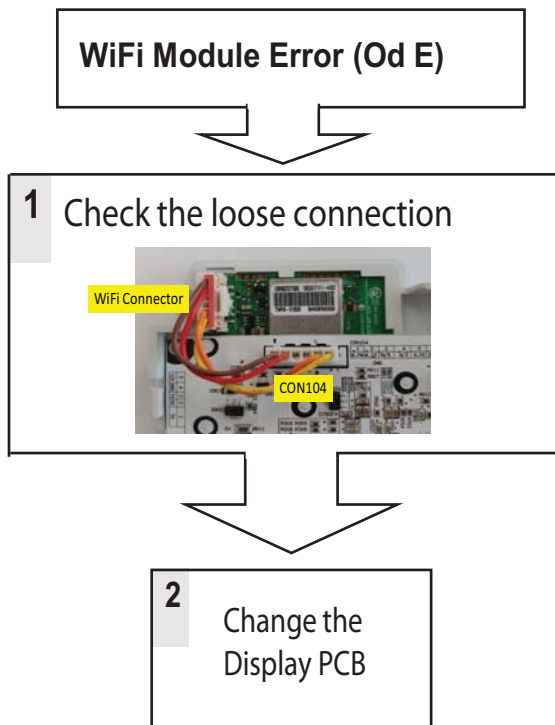 WiFi Module Error (Od E)
1
Check the loose connection
WiFi Connector
CON104
2
Change the
Display PCB